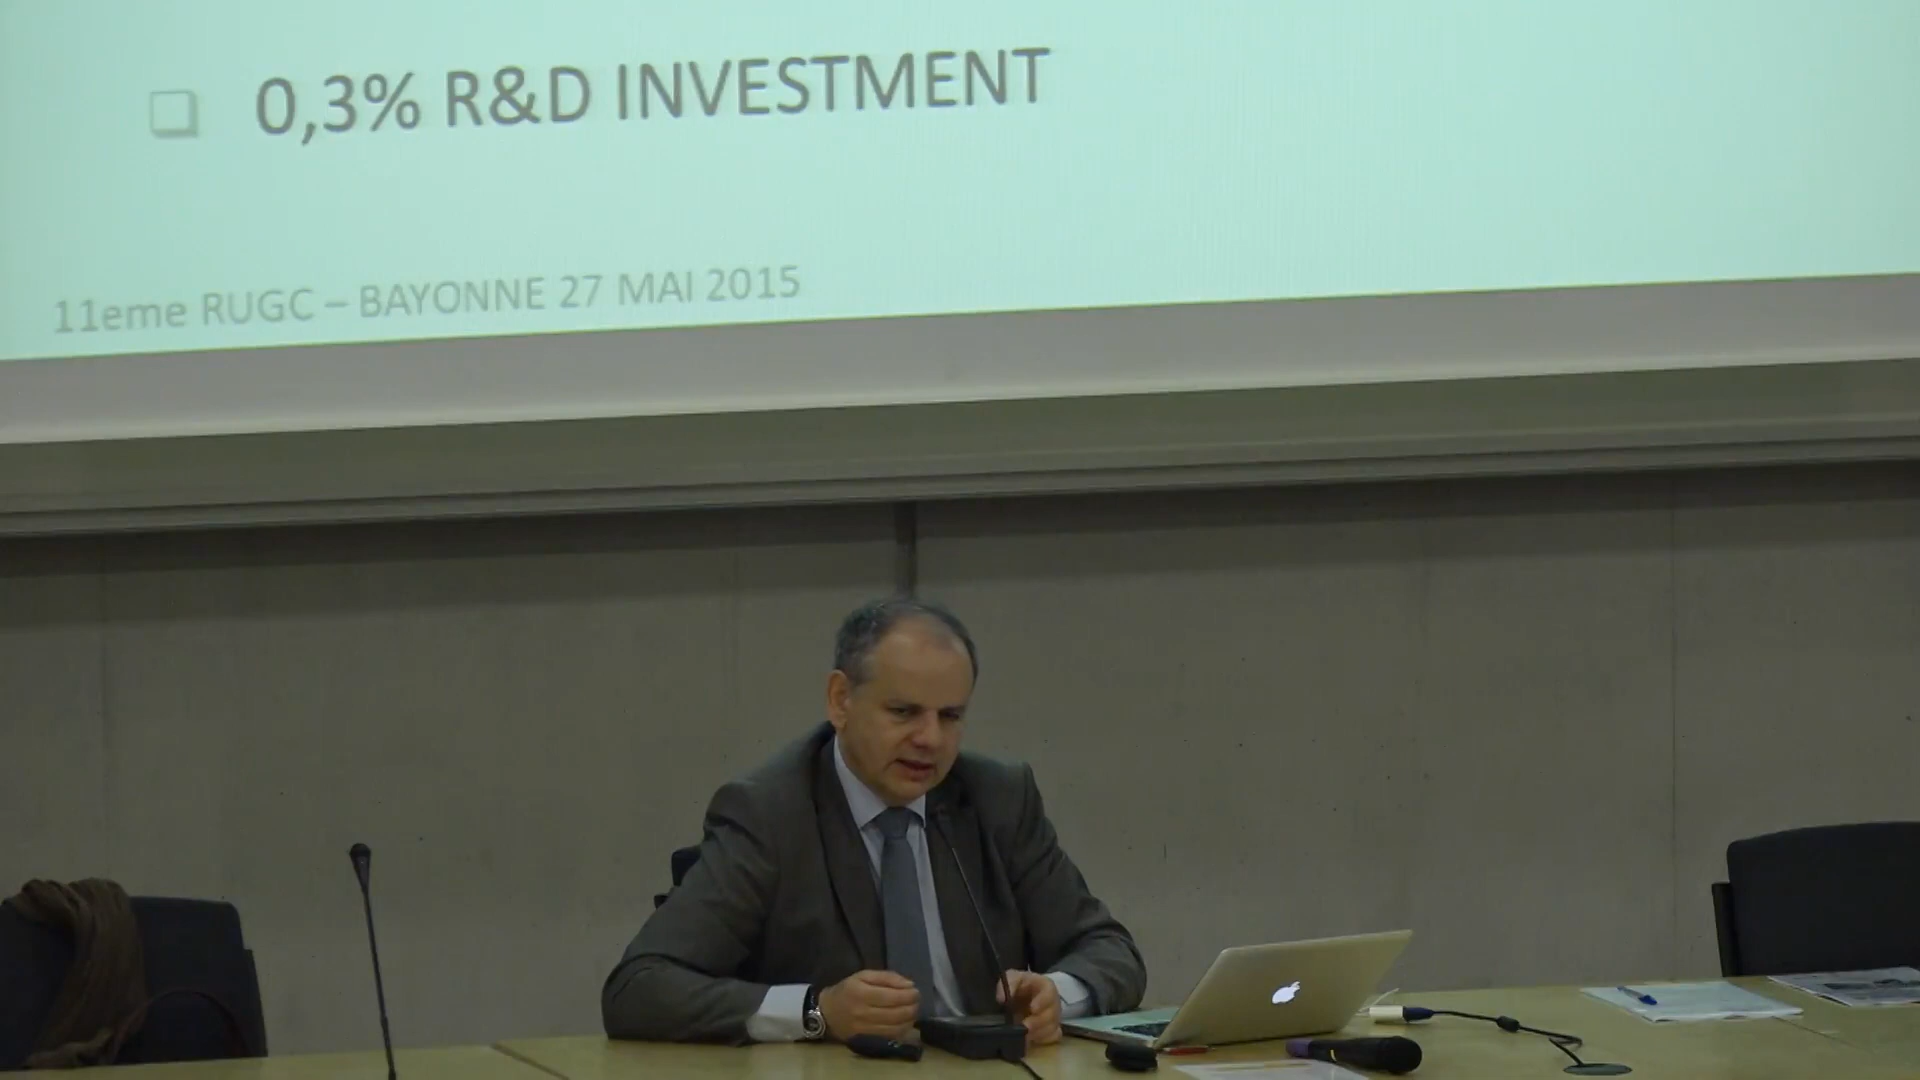 0,3% R&D INVESTMENT
11eme RUGC – BAYONNE 27 MAI 2015